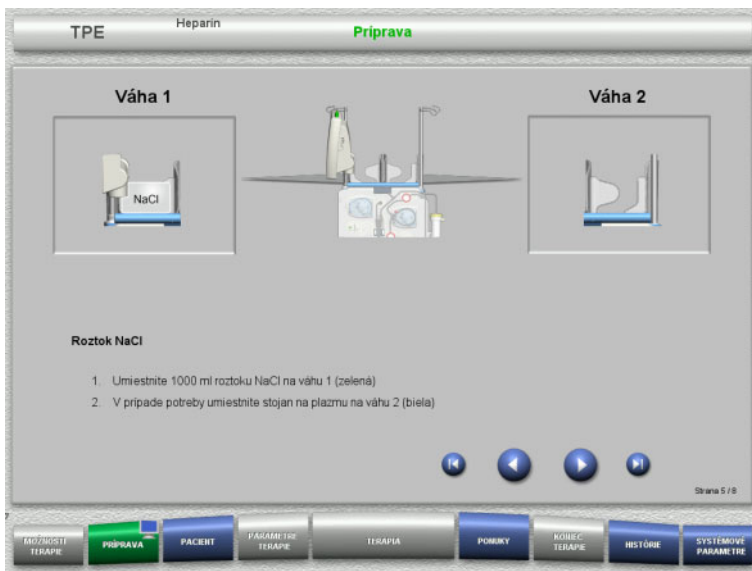 TPE
Heparin
Príprava
Váha 1
Váha 2
NaCl
Roztok NaCl
1. Umiestnite 1000 ml roztoku NaCl na váhu 1 (zelená)
2. V prípade potreby umiestnite stojan na plazmu na váhu 2 (biela)
Strana 5 / 8
MOŽNOSTI
TERAPIE
PRÍPRAVA
PACIENT
PARAMETRE
TERAPIE
TERAPIA
PONUKY
KONIEC
TERAPIE
HISTÓRIE
SYSTÉMOVÉ
PARAMETRE